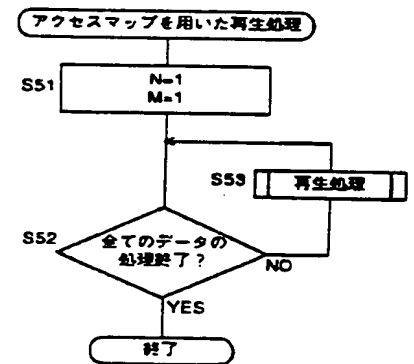 アクセスマップを用いた再生処理
S51
N=1
M=1
S53
再生処理
S52
全てのデータの
処理終了?
NO
YES
終了